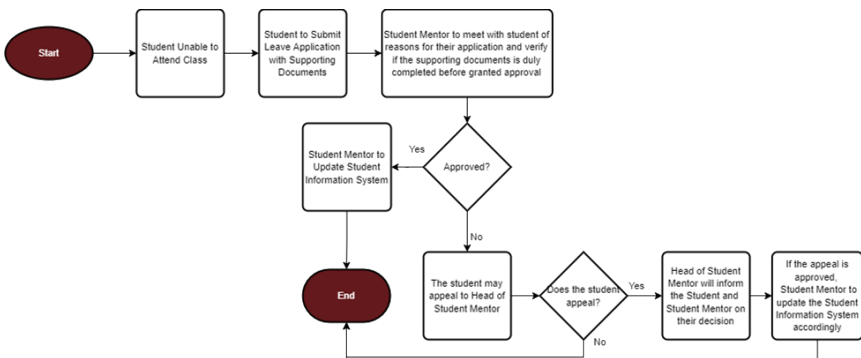 Start
Student Unable to
Attend Class
Student to Submit
Leave Application
with Supporting
Documents
Student Mentor to meet with student of
reasons for their application and verify
if the supporting documents is duly
completed before granted approval
Approved?
Yes
Student Mentor to
Update Student
Information System
No
End
The student may
appeal to Head of
Student Mentor
Does the student
appeal?
Yes
No
Head of Student
Mentor will inform
the Student and
Student Mentor on
their decision
If the appeal is
approved,
Student Mentor to
update the Student
Information System
accordingly